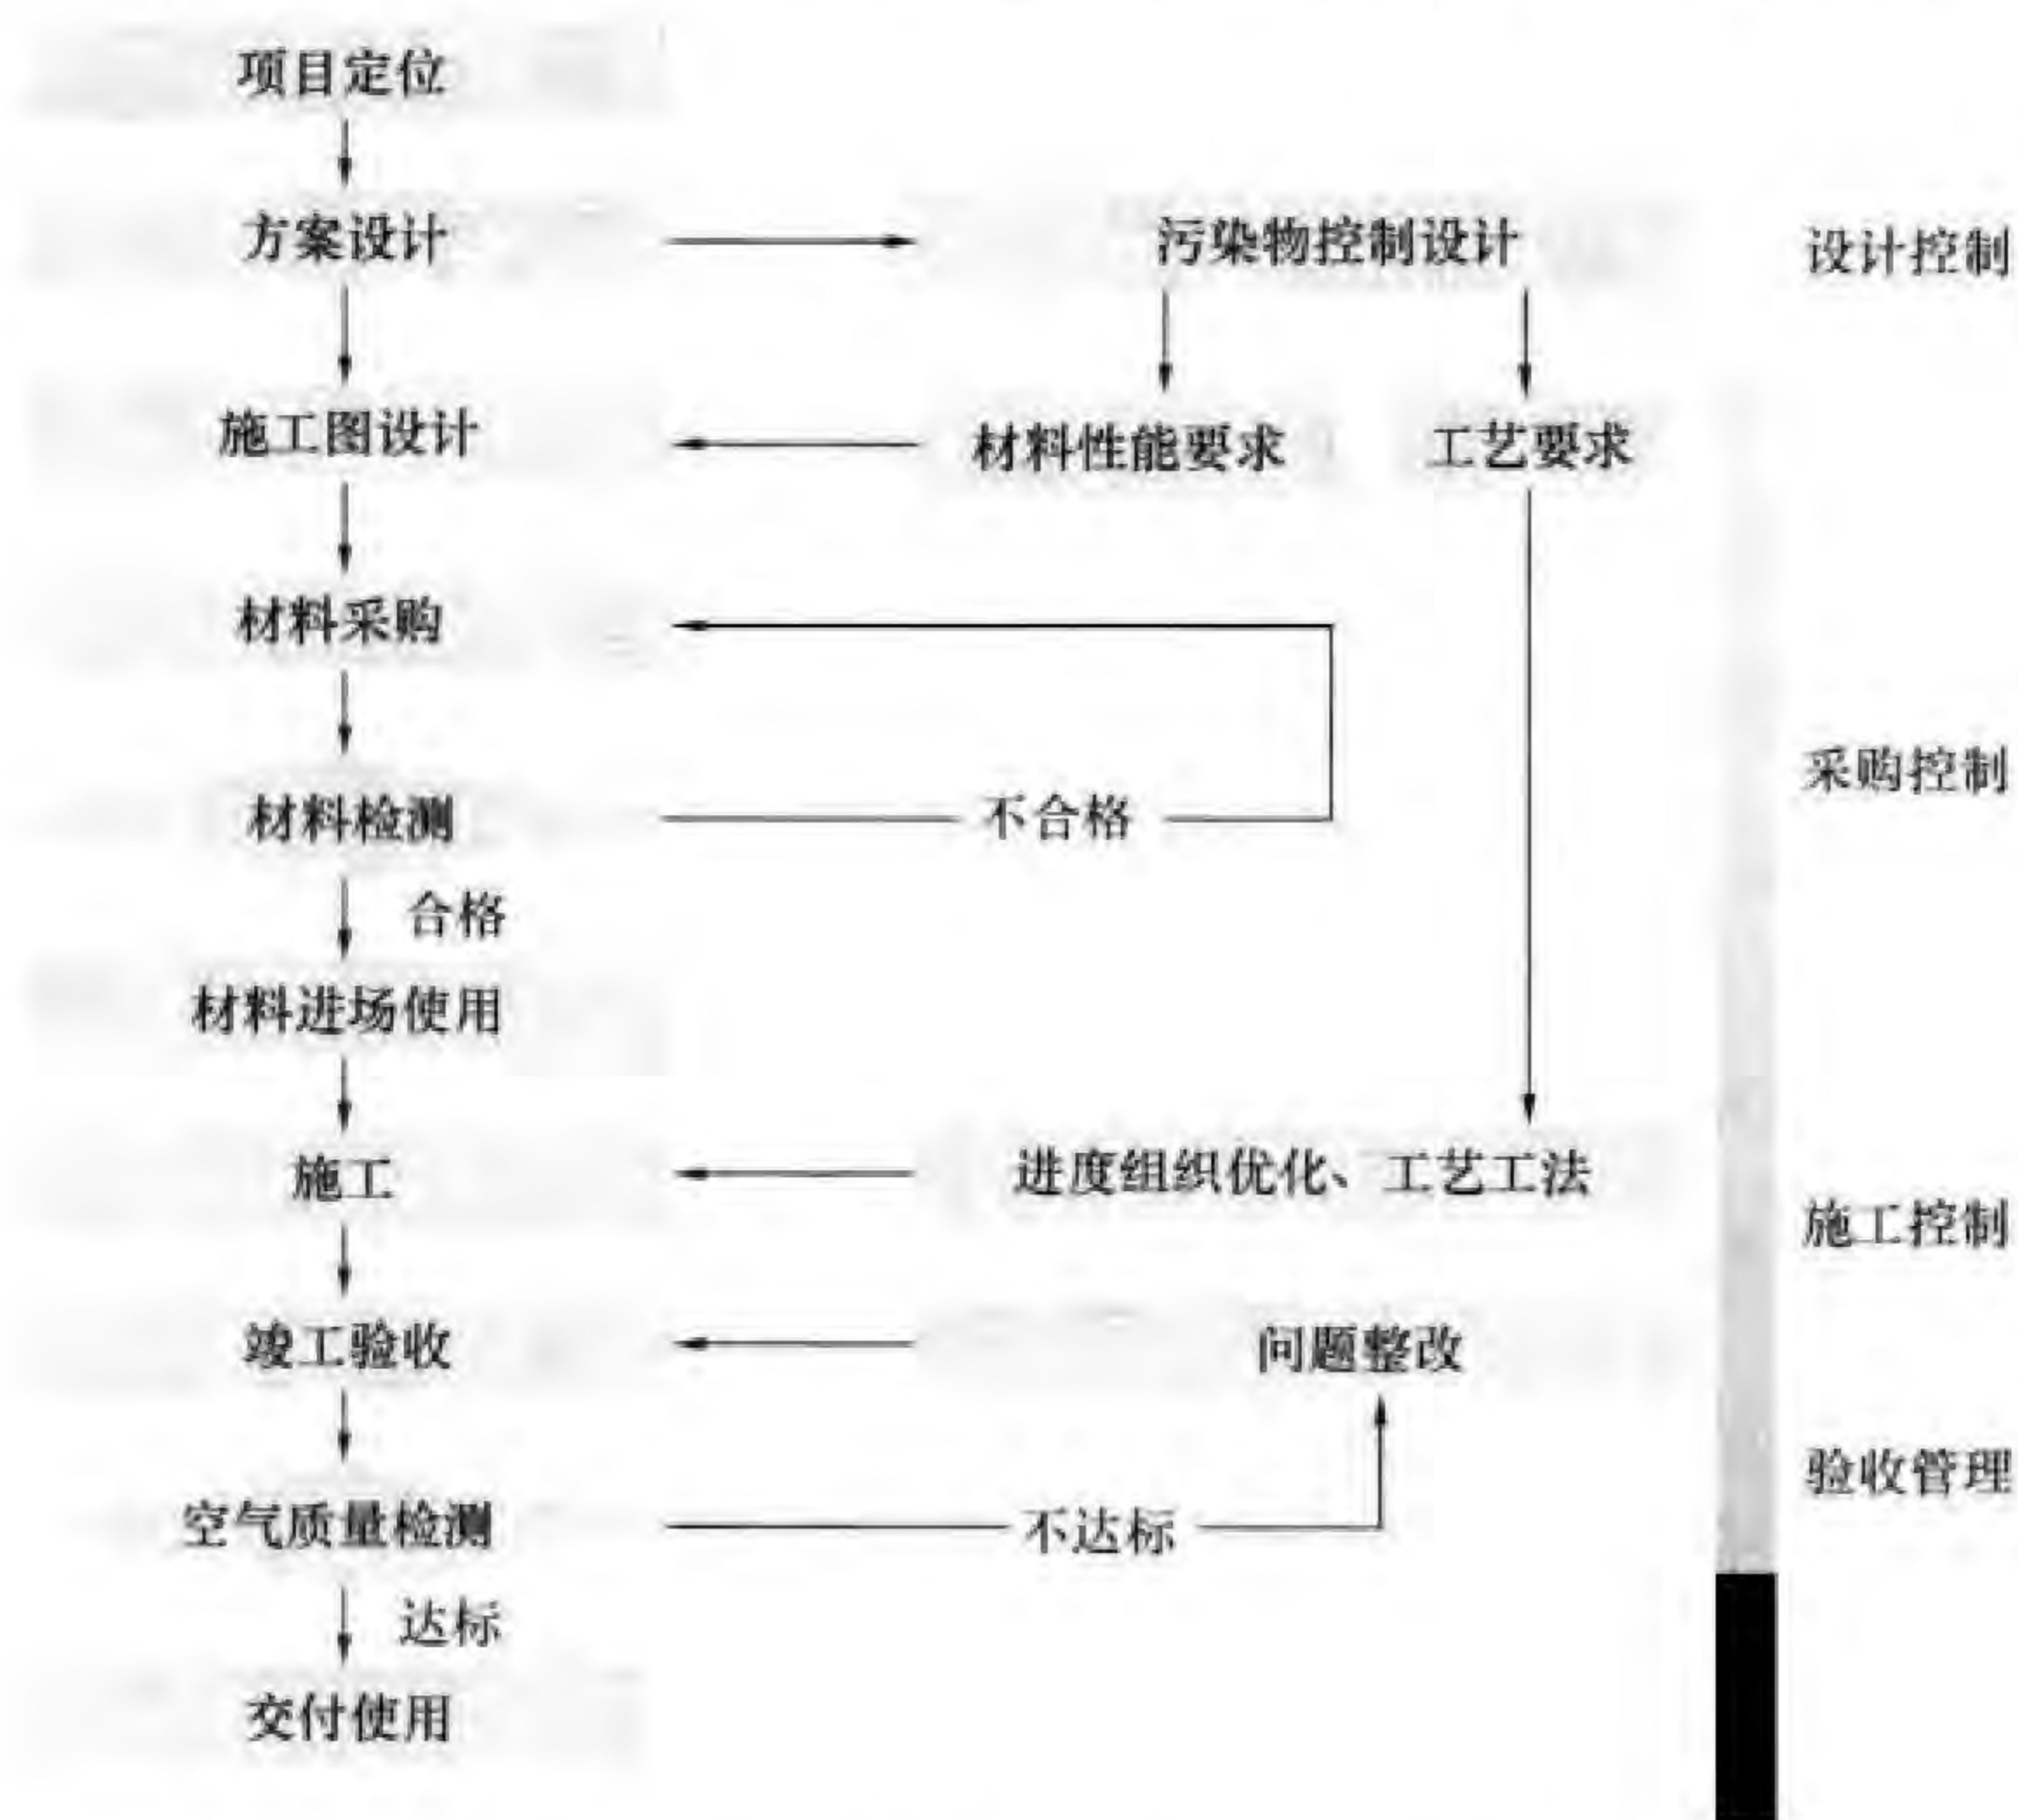 项目定位
方案设计
污染物控制设计
设计控制
施工图设计
材料性能要求
工艺要求
材料采购
采购控制
材料检测
不合格
合格
材料进场使用
施工
进度组织优化、工艺工法
施工控制
竣工验收
问题整改
验收管理
空气质量检测
不达标
达标
交付使用